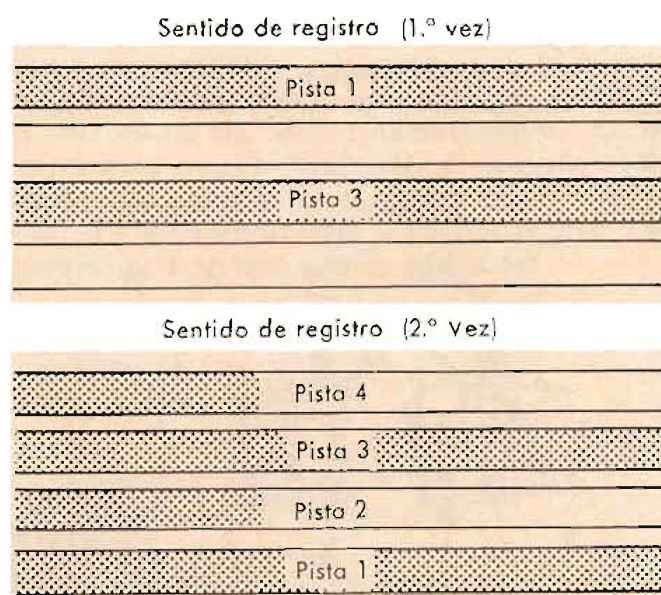 Sentido de registro (1.º vez)
Pista 1
Pista 3
Sentido de registro (2.º Vez)
Pista 4
Pista 3
Pista 2
Pista 1